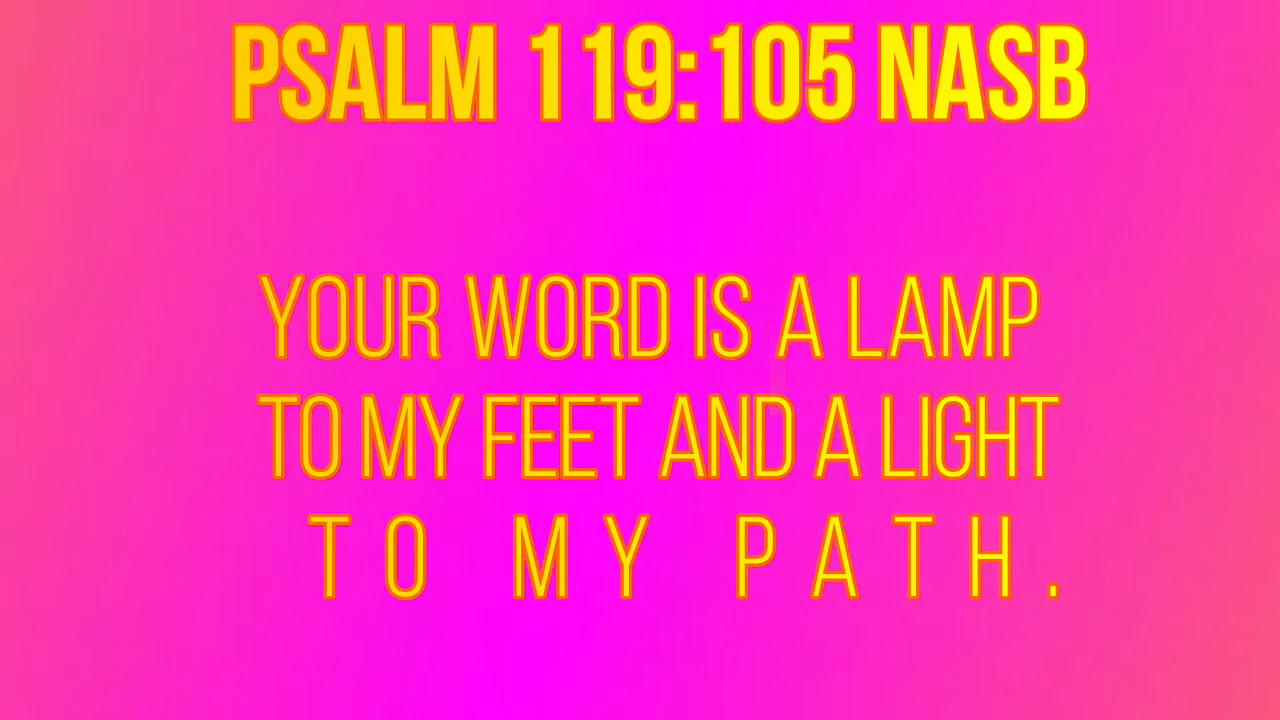 PSALM 119:105 NASB
YOUR WORD IS A LAMP
TO MY FEET AND A LIGHT
TO MY PATH.